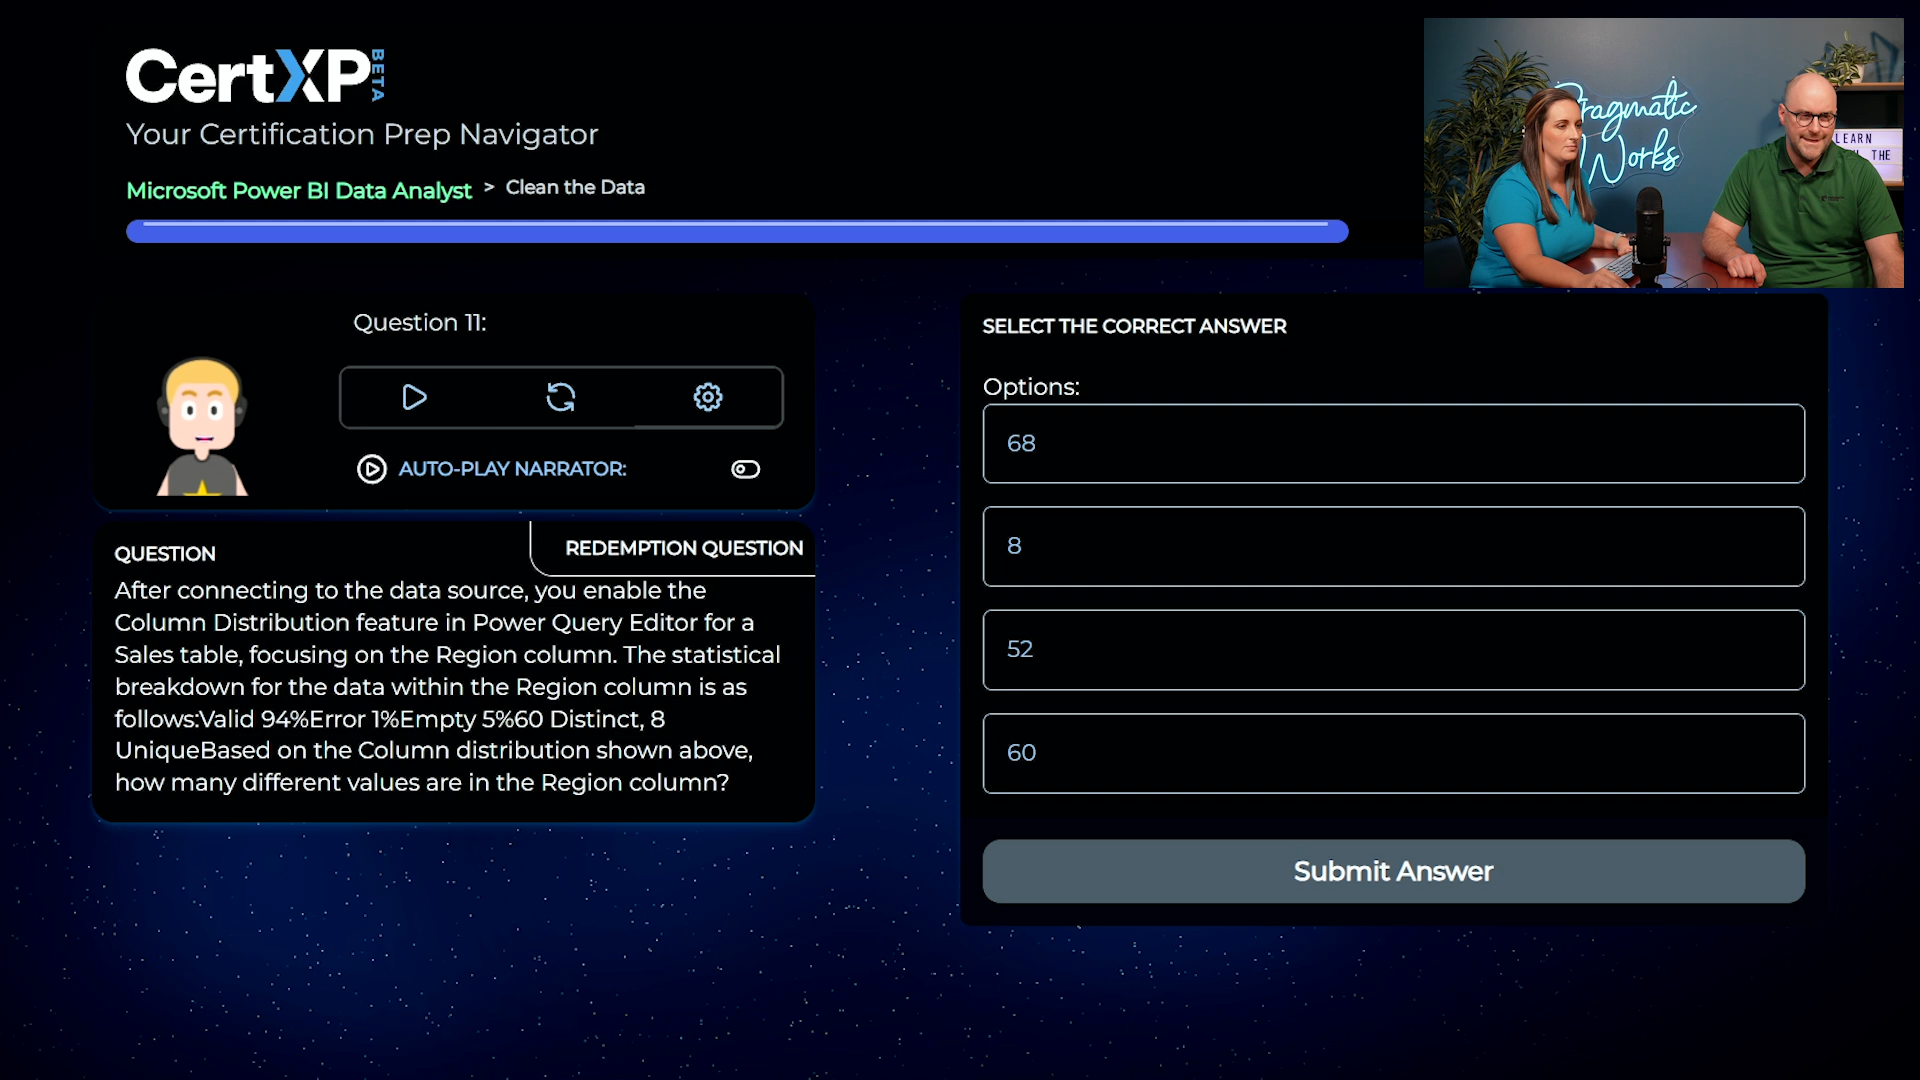 CertXP BETA
Your Certification Prep Navigator
Microsoft Power BI Data Analyst > Clean the Data
Pragmatic
Works
LEARN
THE
Question 11:
AUTO-PLAY NARRATOR:
QUESTION
REDEMPTION QUESTION
After connecting to the data source, you enable the
Column Distribution feature in Power Query Editor for a
Sales table, focusing on the Region column. The statistical
breakdown for the data within the Region column is as
follows:Valid 94%Error 1%Empty 5%60 Distinct, 8
UniqueBased on the Column distribution shown above,
how many different values are in the Region column?
SELECT THE CORRECT ANSWER
Options:
68
8
52
60
Submit Answer